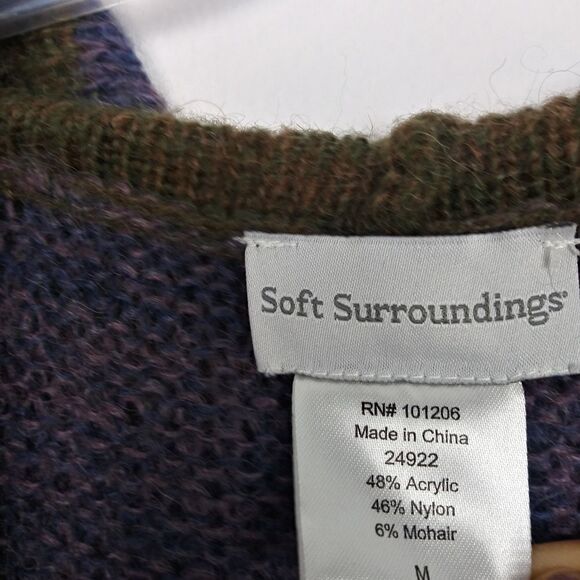 Soft Surroundings®
RN# 101206
Made in China
24922
48% Acrylic
46% Nylon
6% Mohair
M